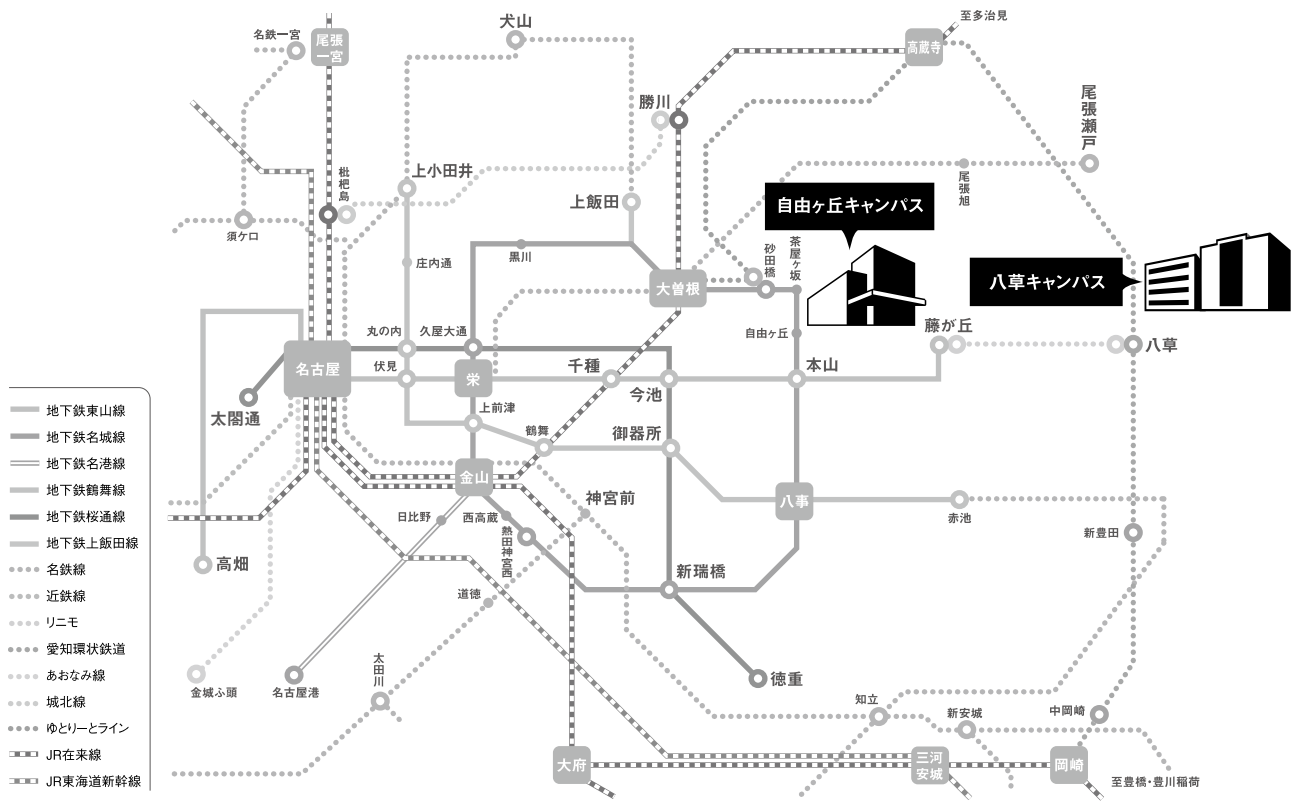 犬山
至多治見
名鉄一宮
尾張
一宮
高蔵寺
勝川
尾張瀬戸
枇杷島
上小田井
尾張旭
上飯田
自由ヶ丘キャンパス
須ケ口
黒川
砂田橋
茶屋ヶ坂
庄内通
大曽根
八草キャンパス
丸の内
久屋大通
自由ヶ丘
藤が丘
八草
名古屋
伏見
栄
千種
本山
今池
太閤通
上前津
鶴舞
御器所
金山
八事
神宮前
赤池
日比野
西高蔵
熱田神宮西
新豊田
高畑
新瑞橋
道徳
太田川
徳重
金城ふ頭
名古屋港
知立
新安城
中岡崎
大府
三河
安城
岡崎
至豊橋・豊川稲荷
地下鉄東山線
地下鉄名城線
地下鉄名港線
地下鉄鶴舞線
地下鉄桜通線
地下鉄上飯田線
名鉄線
近鉄線
リニモ
愛知環状鉄道
あおなみ線
城北線
ゆとりーとライン
JR在来線
JR東海道新幹線